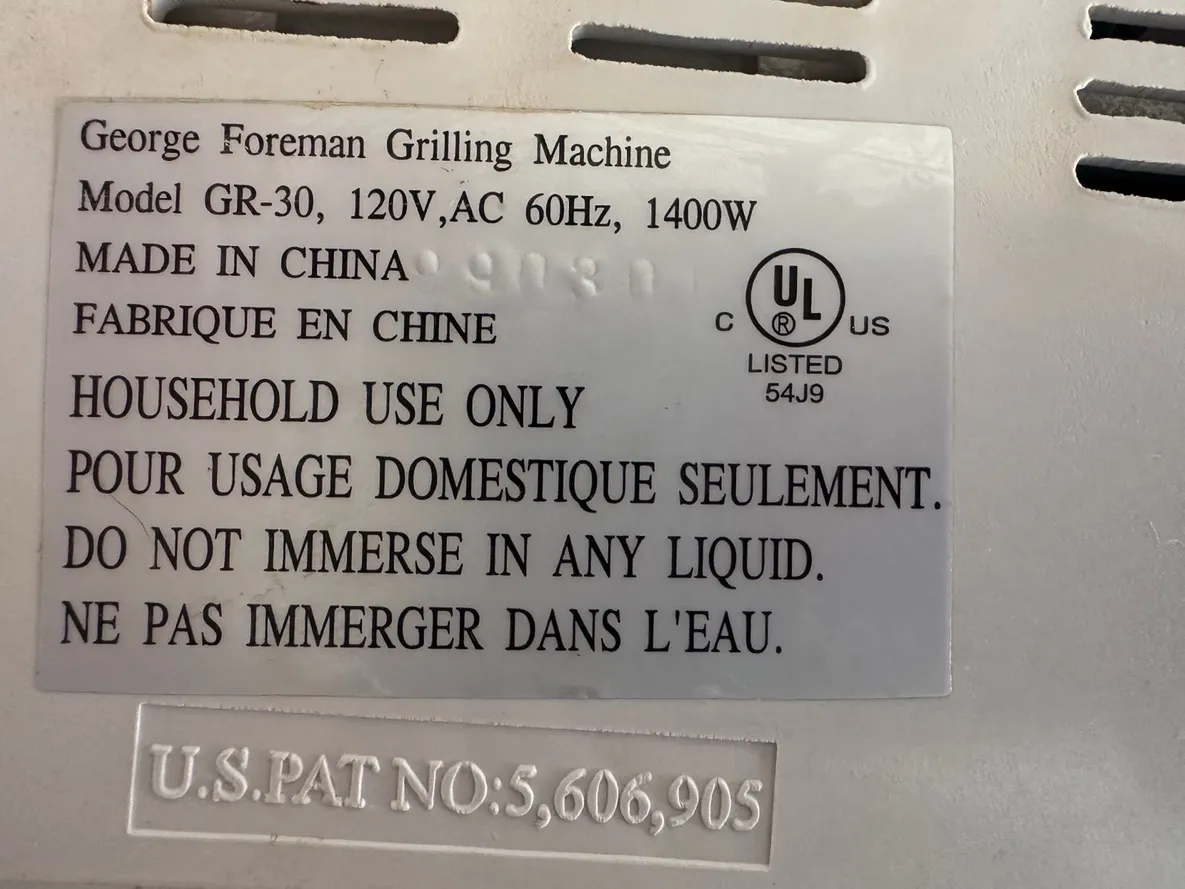 George Foreman Grilling Machine
Model GR-30, 120V,AC 60Hz, 1400W
MADE IN CHINA
FABRIQUE EN CHINE
C UL ® US
LISTED
54J9
HOUSEHOLD USE ONLY
POUR USAGE DOMESTIQUE SEULEMENT.
DO NOT IMMERSE IN ANY LIQUID.
NE PAS IMMERGER DANS L'EAU.
U.S.PAT NO:5,606,905